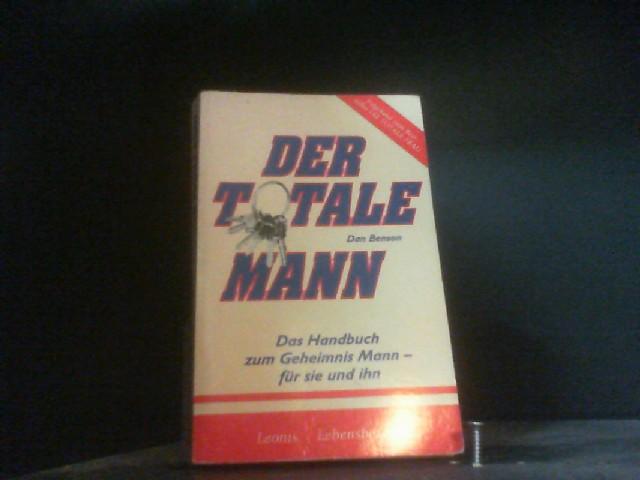 DER
TOTALE
Dan Benson
MANN
Das Handbuch
zum Geheimnis Mann –
für sie und ihn
Leonis